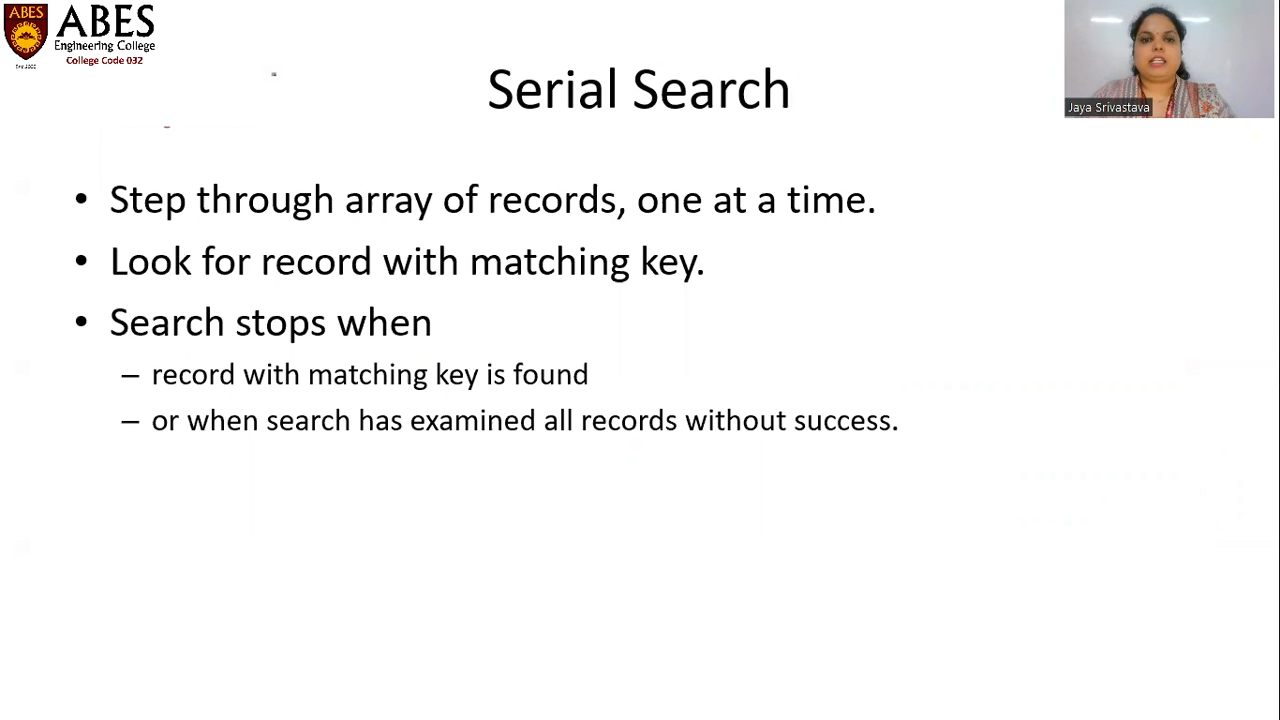 ABES
ABES
Engineering College
College Code 032
Serial Search
Jaya Srivastava
• Step through array of records, one at a time.
• Look for record with matching key.
• Search stops when
– record with matching key is found
– or when search has examined all records without success.